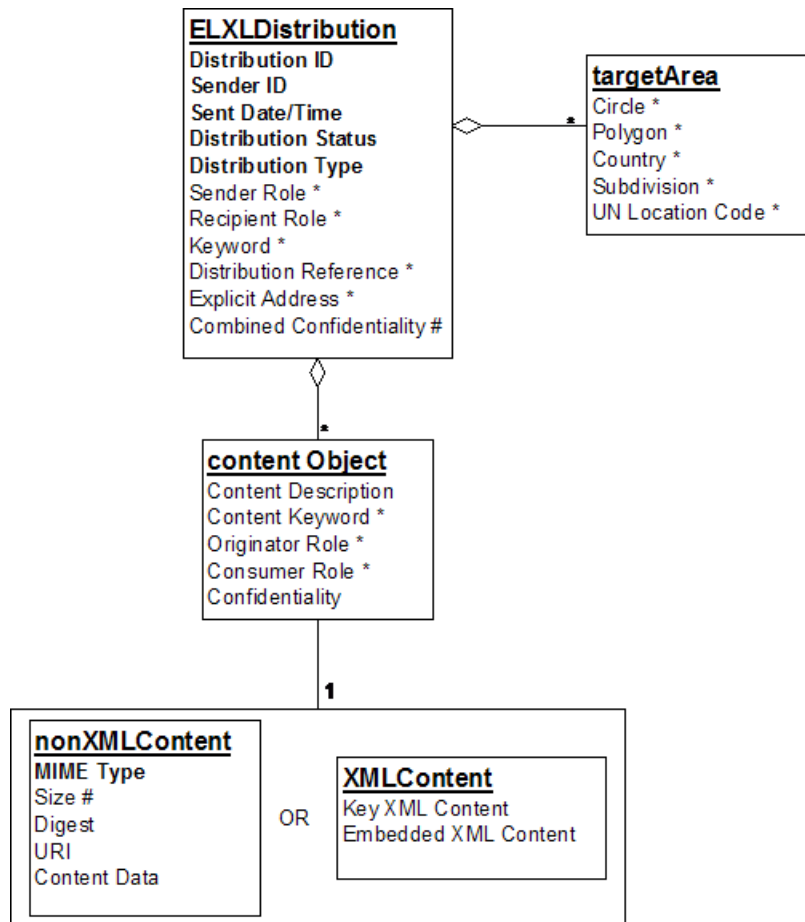 ELXLDistribution
Distribution ID
Sender ID
Sent Date/Time
Distribution Status
Distribution Type
Sender Role *
Recipient Role *
Keyword *
Distribution Reference *
Explicit Address *
Combined Confidentiality #
*
targetArea
Circle *
Polygon *
Country *
Subdivision *
UN Location Code *
*
content Object
Content Description
Content Keyword *
Originator Role *
Consumer Role *
Confidentiality
1
nonXMLContent
MIME Type
Size #
Digest
URI
Content Data
OR
XMLContent
Key XML Content
Embedded XML Content